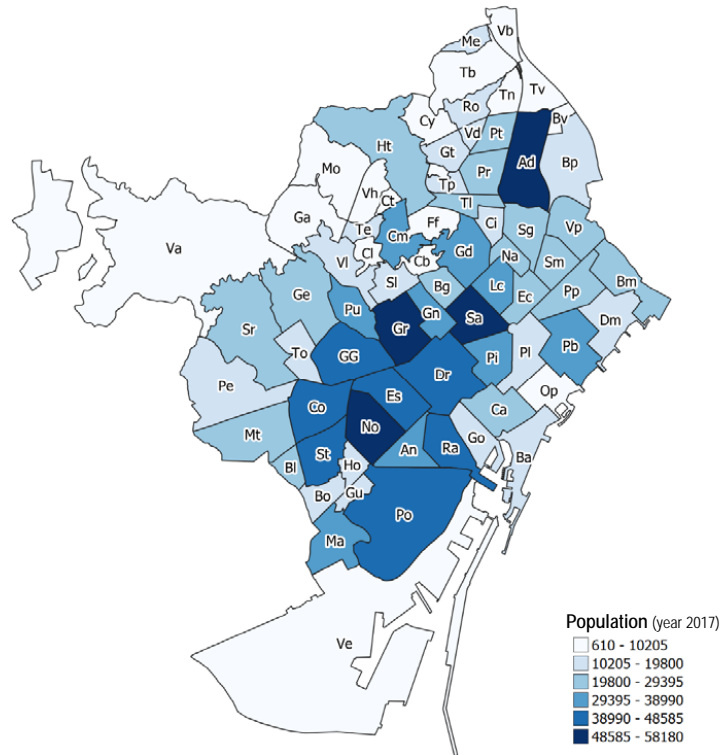 Vb
Me
Tb
Tn
Tv
Ro
Cy
Bv
Vd
Pt
Ht
Gt
Ad
Bp
Mo
Pr
Tp
Vh
Ct
Tl
Ga
Te
Ff
Ci
Sg
Vp
Cm
Va
Cl
Gd
Vl
Cb
Na
Sm
Sl
Bg
Lc
Bm
Ge
Ec
Pp
Pu
Gn
Sa
Dm
Sr
Gr
Pb
To
GG
Pi
Pl
Dr
Pe
Es
Op
Co
Ca
No
Mt
Go
An
Ra
St
Ba
Bl
Ho
Bo
Gu
Po
Ma
Ve
Population (year 2017)
610 - 10205
10205 - 19800
19800 - 29395
29395 - 38990
38990 - 48585
48585 - 58180